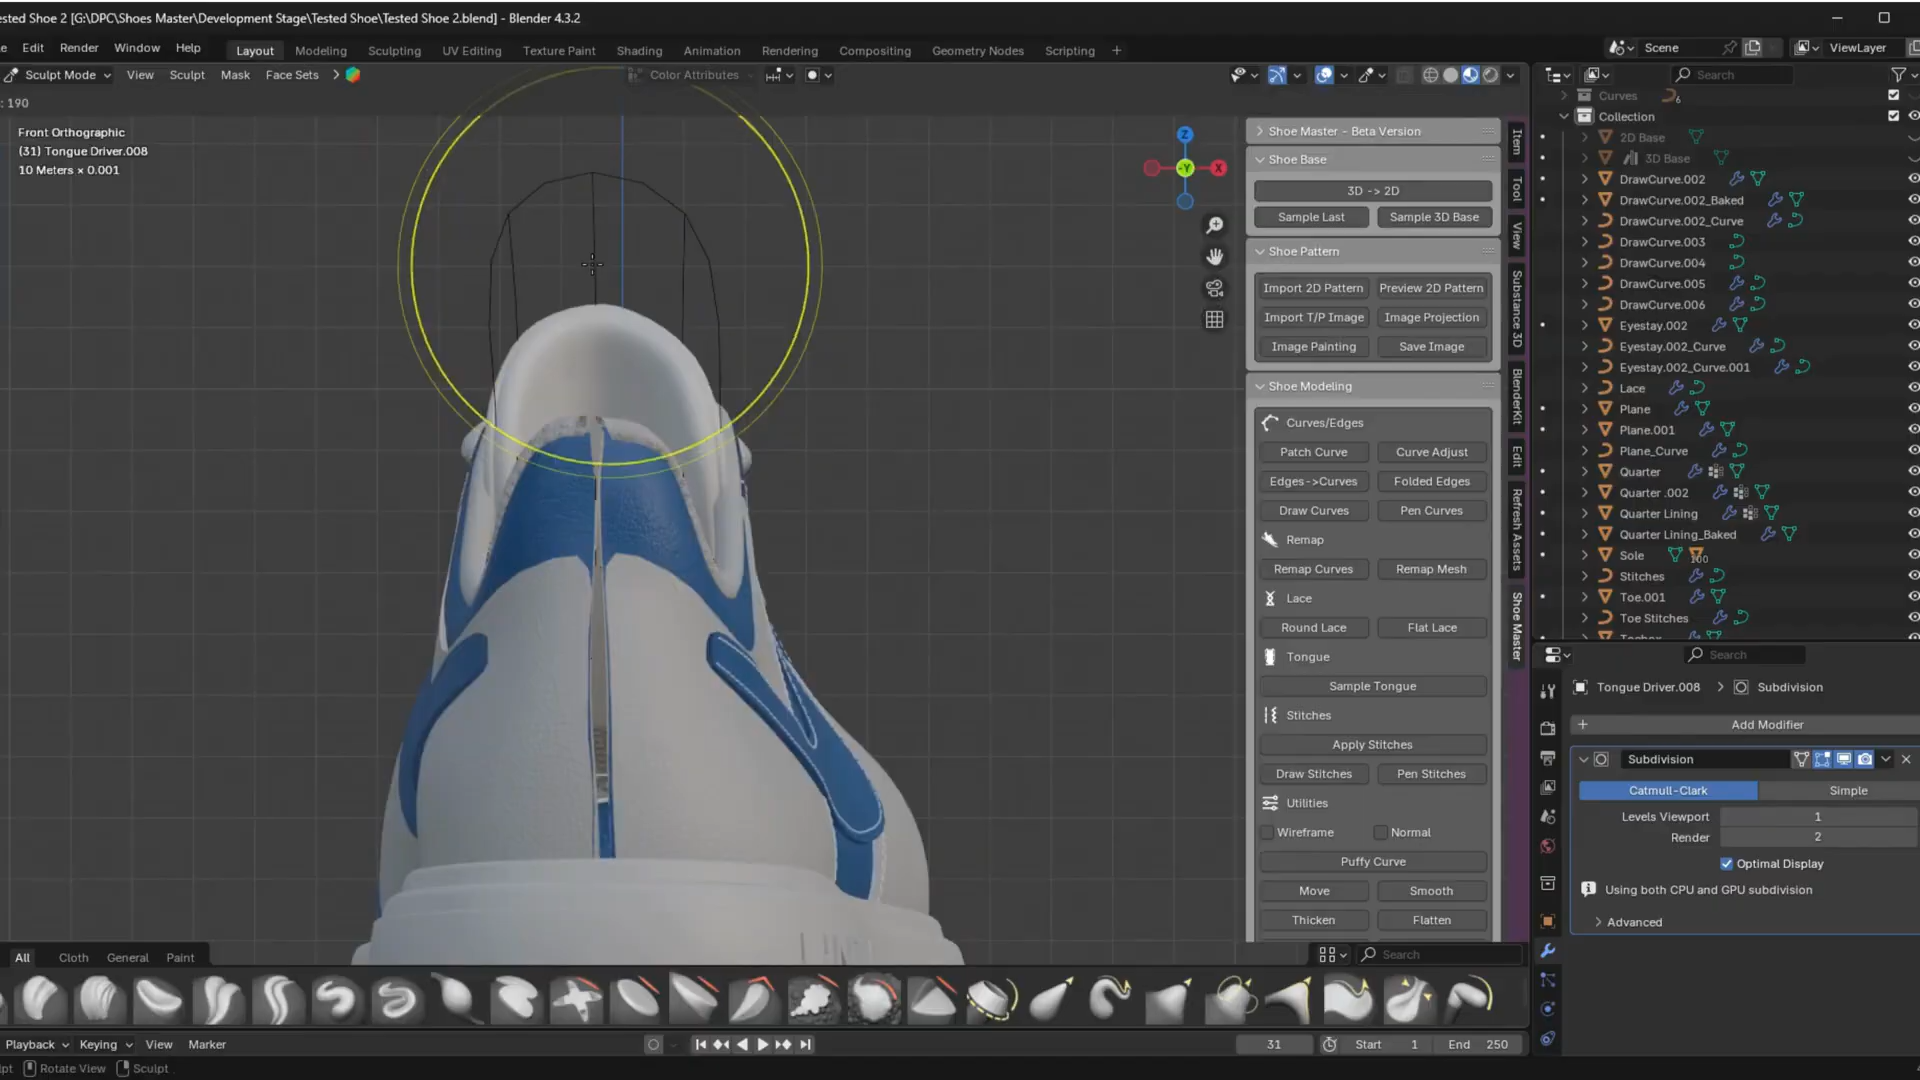 ested Shoe 2 [G:\DPC\Shoes Master\Development Stage\Tested Shoe\Tested Shoe 2.blend] - Blender 4.3.2
e Edit Render Window Help Layout Modeling Sculpting UV Editing Texture Paint Shading Animation Rendering Compositing Geometry Nodes Scripting + Scene ViewLayer
Sculpt Mode View Sculpt Mask Face Sets Color Attributes Search
: 190
Front Orthographic
(31) Tongue Driver.008
10 Meters × 0.001
Z
-Y
X
Shoe Master - Beta Version
Shoe Base
3D -> 2D
Sample Last Sample 3D Base
Shoe Pattern
Import 2D Pattern Preview 2D Pattern
Import T/P Image Image Projection
Image Painting Save Image
Shoe Modeling
Curves/Edges
Patch Curve Curve Adjust
Edges->Curves Folded Edges
Draw Curves Pen Curves
Remap
Remap Curves Remap Mesh
Lace
Round Lace Flat Lace
Tongue
Sample Tongue
Stitches
Apply Stitches
Draw Stitches Pen Stitches
Utilities
Wireframe Normal
Puffy Curve
Move Smooth
Thicken Flatten
Search
Item
Tool
View
Substance 3D
BlenderKit
Edit
Refresh Assets
Shoe Master
Curves 6
Collection
2D Base
3D Base
DrawCurve.002
DrawCurve.002_Baked
DrawCurve.002_Curve
DrawCurve.003
DrawCurve.004
DrawCurve.005
DrawCurve.006
Eyestay.002
Eyestay.002_Curve
Eyestay.002_Curve.001
Lace
Plane
Plane.001
Plane_Curve
Quarter
Quarter .002
Quarter Lining
Quarter Lining_Baked
Sole 100
Stitches
Toe.001
Toe Stitches
Search
Tongue Driver.008 > Subdivision
+ Add Modifier
Subdivision
Catmull-Clark Simple
Levels Viewport 1
Render 2
Optimal Display
Using both CPU and GPU subdivision
Advanced
All Cloth General Paint
Playback Keying View Marker 31 Start 1 End 250
pt Rotate View Sculpt